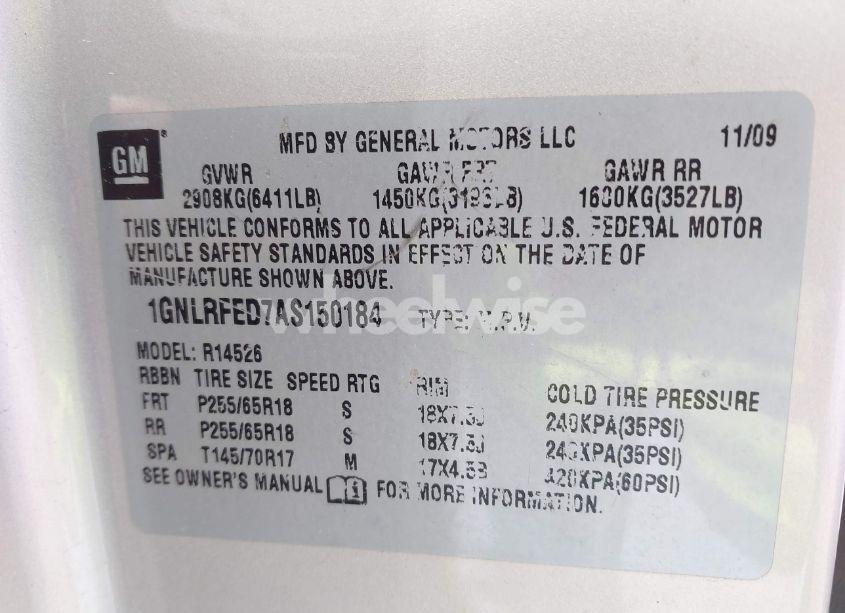 GM
MFD BY GENERAL MOTORS LLC 11/09
GVWR GAWR FRT GAWR RR
2908KG(6411LB) 1450KG(3196LB) 1600KG(3527LB)
THIS VEHICLE CONFORMS TO ALL APPLICABLE U.S. FEDERAL MOTOR
VEHICLE SAFETY STANDARDS IN EFFECT ON THE DATE OF
MANUFACTURE SHOWN ABOVE.
1GNLRFED7AS150184 TYPE: M.P.V.
wheelwise
MODEL: R14526
RBBN TIRE SIZE SPEED RTG RIM COLD TIRE PRESSURE
FRT P255/65R18 S 18X7.5J 240KPA(35PSI)
RR P255/65R18 S 18X7.5J 240KPA(35PSI)
SPA T145/70R17 M 17X4.5B 420KPA(60PSI)
SEE OWNER'S MANUAL FOR MORE INFORMATION.